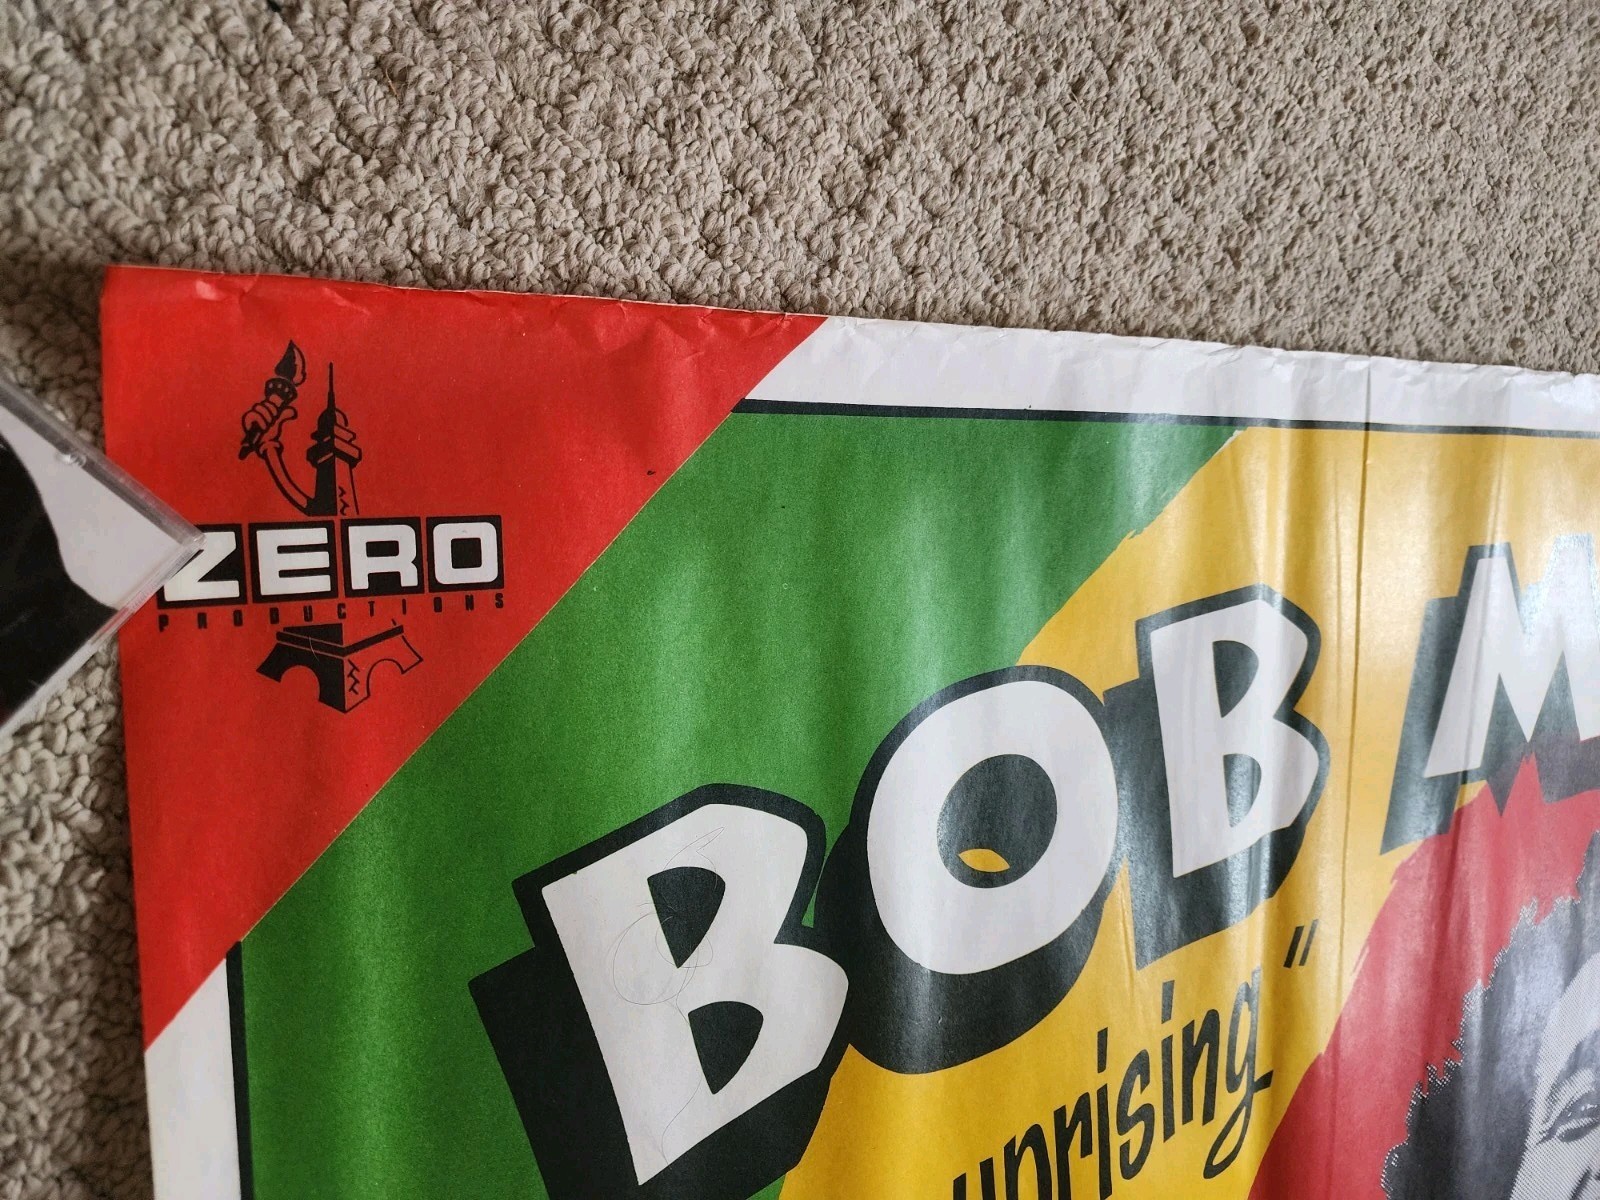 ZERO
PRODUCTIONS
BOB M
uprising"